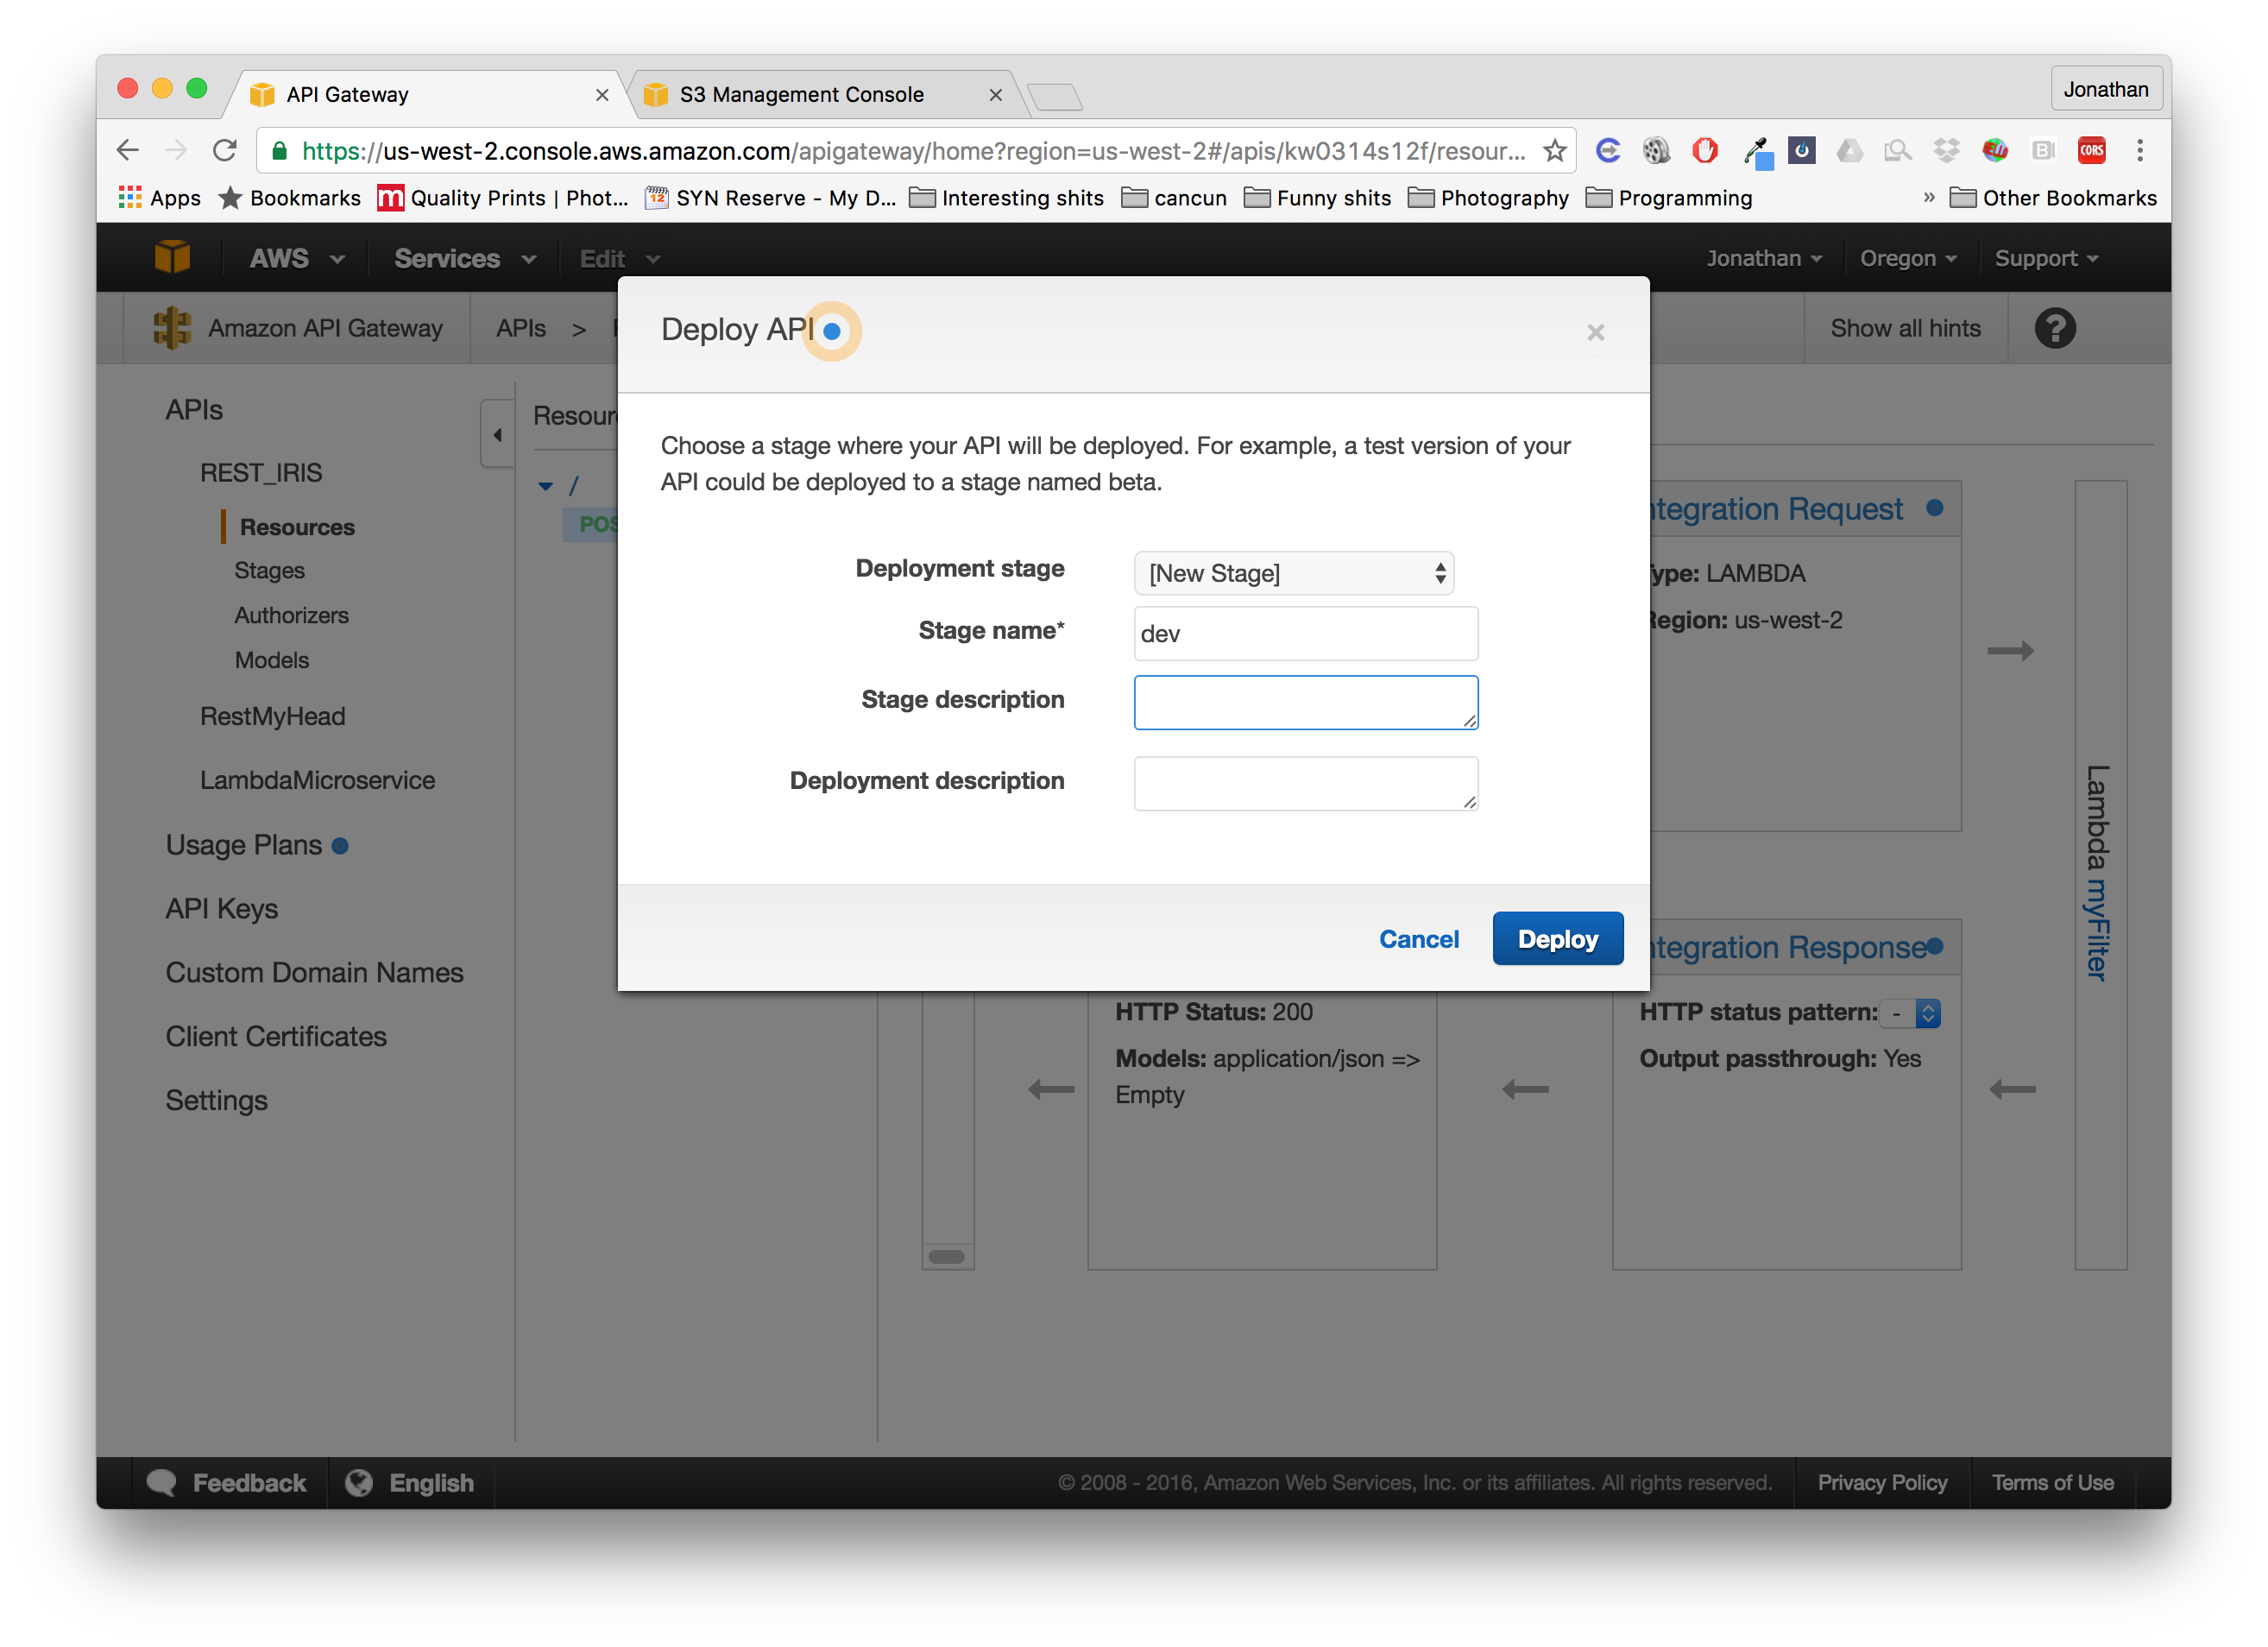 API Gateway
S3 Management Console
Jonathan
https://us-west-2.console.aws.amazon.com/apigateway/home?region=us-west-2#/apis/kw0314s12f/resour...
CORS
Apps
Bookmarks
m
Quality Prints | Phot...
12
SYN Reserve - My D...
Interesting shits
cancun
Funny shits
Photography
Programming
»
Other Bookmarks
AWS
Services
Edit
Jonathan
Oregon
Support
Amazon API Gateway
APIs >
Show all hints
?
APIs
REST_IRIS
Resources
Stages
Authorizers
Models
RestMyHead
LambdaMicroservice
Usage Plans
API Keys
Custom Domain Names
Client Certificates
Settings
Resour
/
POS
Deploy API
×
Choose a stage where your API will be deployed. For example, a test version of your
API could be deployed to a stage named beta.
Deployment stage
[New Stage]
Stage name*
dev
Stage description
Deployment description
Cancel
Deploy
ntegration Request
ype: LAMBDA
Region: us-west-2
Lambda myFilter
ntegration Response
HTTP Status: 200
Models: application/json =>
Empty
HTTP status pattern: -
Output passthrough: Yes
Feedback
English
© 2008 - 2016, Amazon Web Services, Inc. or its affiliates. All rights reserved.
Privacy Policy
Terms of Use